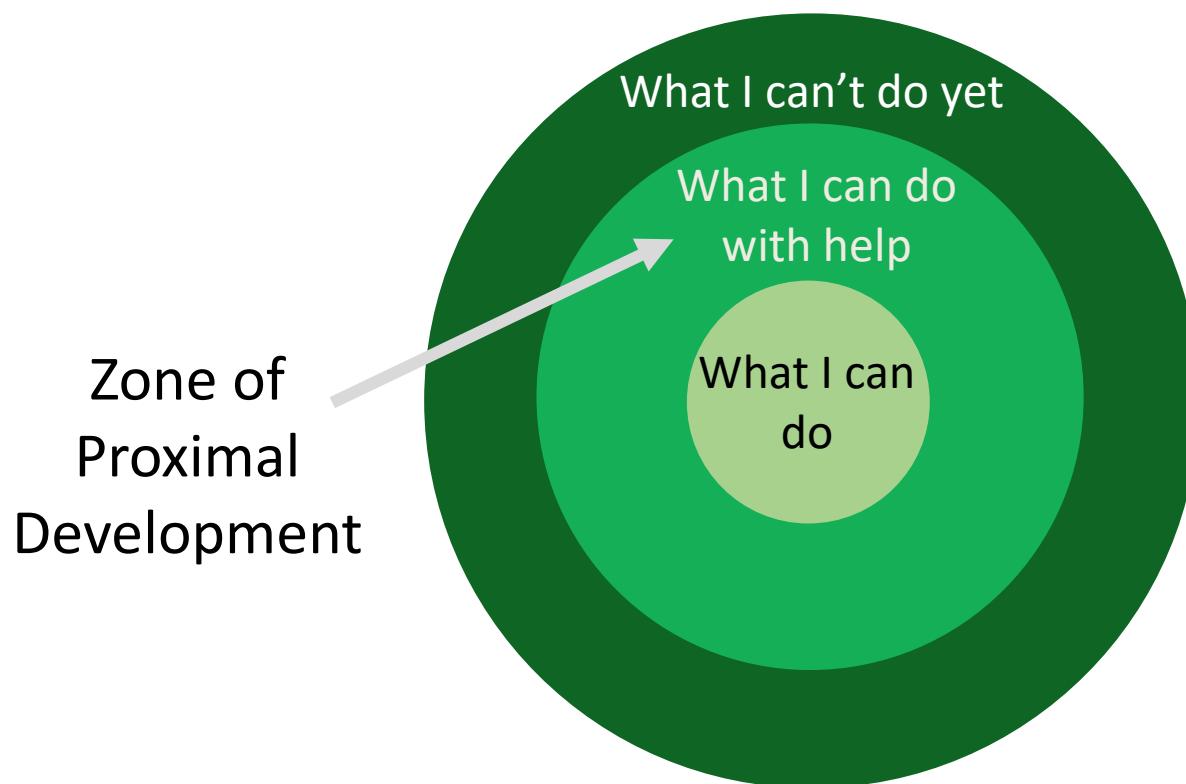 What I can’t do yet
What I can do
with help
What I can
do
Zone of
Proximal
Development